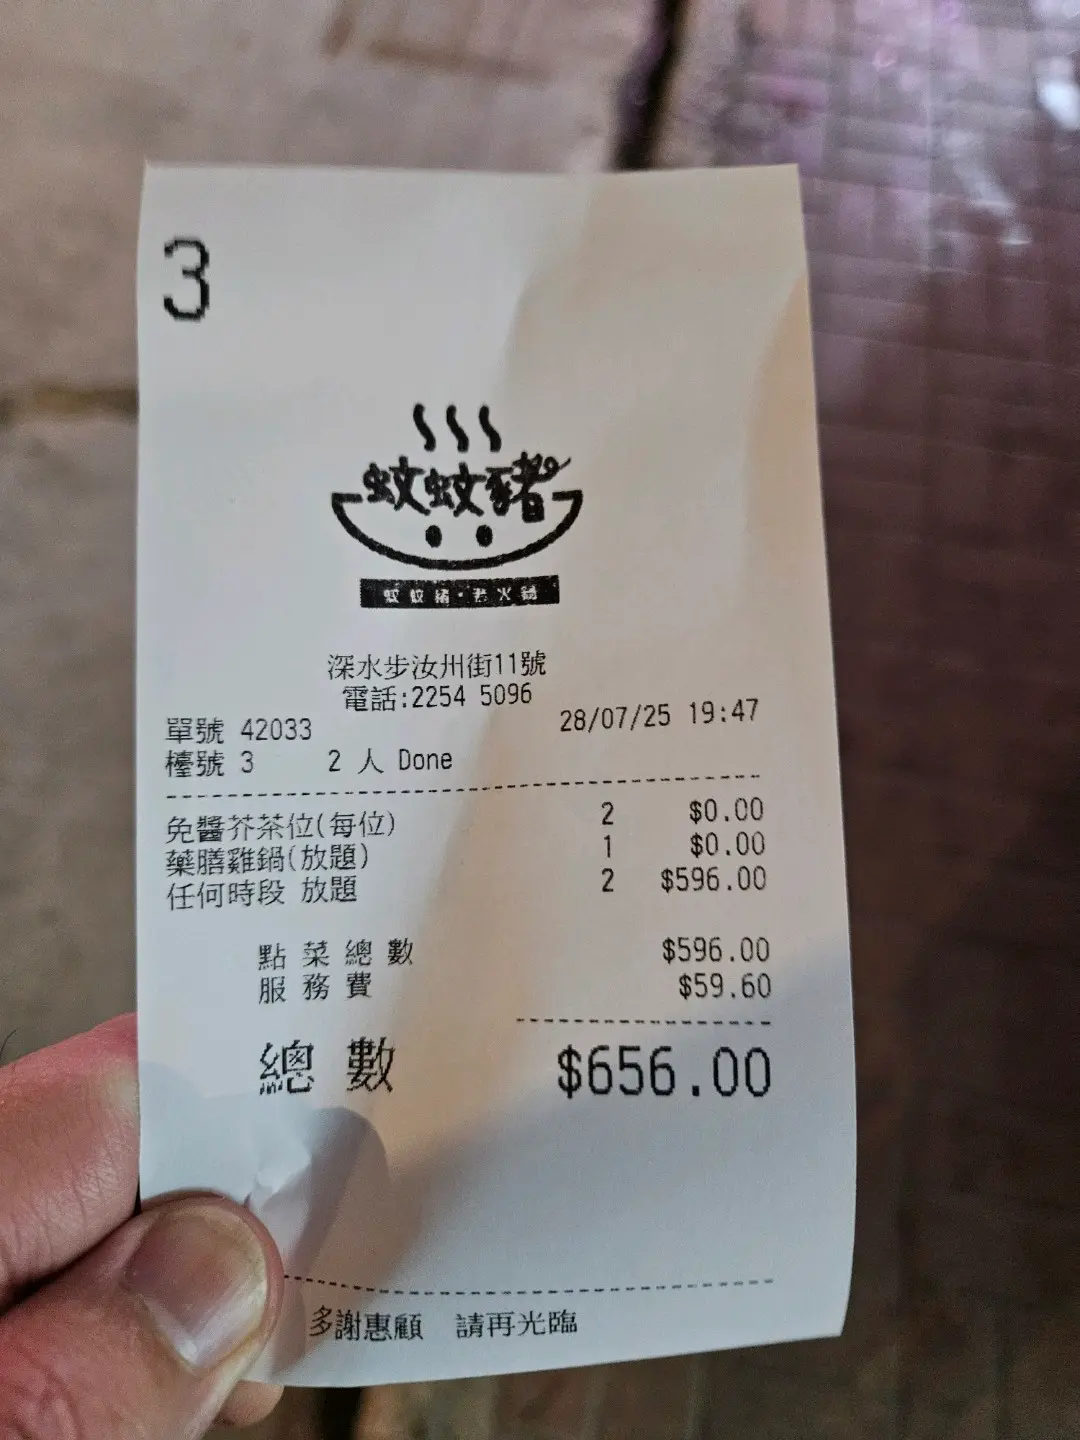 3
蚊蚊豬
蚊蚊豬·老火鍋
深水步汝州街11號
電話:2254 5096
單號 42033 28/07/25 19:47
檯號 3 2 人 Done
免醬芥茶位(每位) 2 $0.00
藥膳雞鍋(放題) 1 $0.00
任何時段 放題 2 $596.00
點菜總數 $596.00
服務費 $59.60
總數 $656.00
多謝惠顧 請再光臨